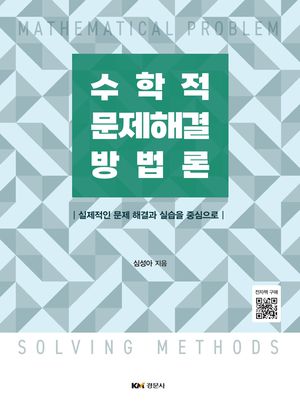 MATHEMATICAL PROBLEM
수학적
문제해결
방법론
| 실제적인 문제 해결과 실습을 중심으로 |
심성아 지음
전자책 구매
SOLVING METHODS
KM 경문사